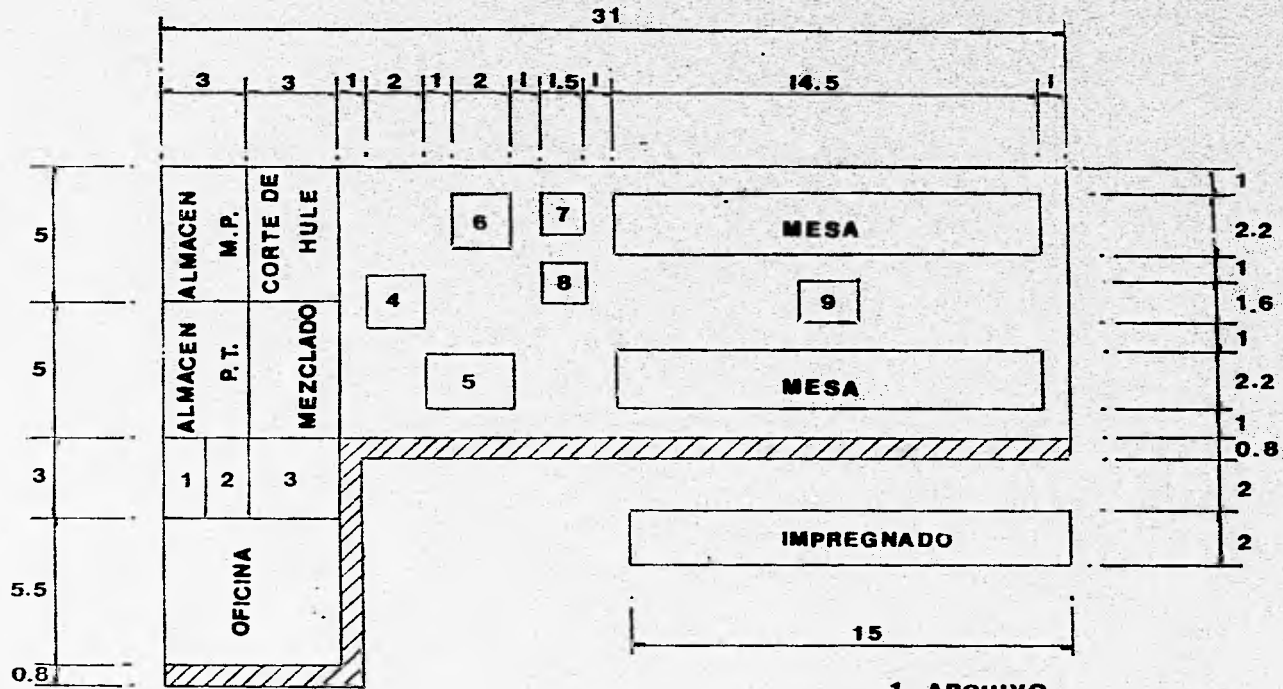 31
3 3 1 2 1 2 1 1.5 1 14.5 1
5
5
3
5.5
0.8
ALMACEN M.P.
CORTE DE HULE
ALMACEN P.T.
MEZCLADO
6
7
MESA
4
8
9
5
MESA
1 2 3
OFICINA
IMPREGNADO
15
1
2.2
1
1.6
1
2.2
1
0.8
2
2